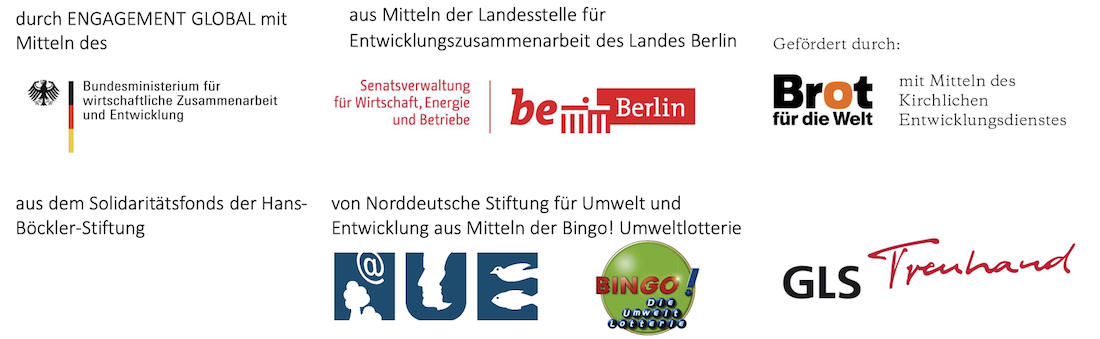 durch ENGAGEMENT GLOBAL mit
Mitteln des
Bundesministerium für
wirtschaftliche Zusammenarbeit
und Entwicklung
aus Mitteln der Landesstelle für
Entwicklungszusammenarbeit des Landes Berlin
Senatsverwaltung
für Wirtschaft, Energie
und Betriebe
be Berlin
Gefördert durch:
Brot
für die Welt
mit Mitteln des
Kirchlichen
Entwicklungsdienstes
aus dem Solidaritätsfonds der Hans-
Böckler-Stiftung
von Norddeutsche Stiftung für Umwelt und
Entwicklung aus Mitteln der Bingo! Umweltlotterie
@
NUE
BINGO!
Die
Umwelt
Lotterie
GLS Treuhand